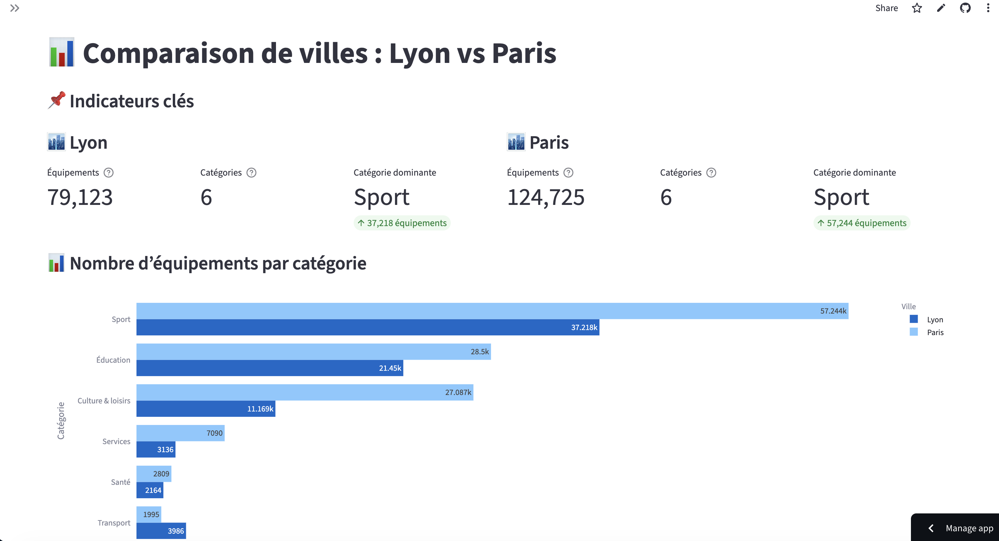 Share
Comparaison de villes : Lyon vs Paris
Indicateurs clés
Lyon
Paris
Équipements
Catégories
Catégorie dominante
Équipements
Catégories
Catégorie dominante
79,123
6
Sport
124,725
6
Sport
↑ 37,218 équipements
↑ 57,244 équipements
Nombre d’équipements par catégorie
Ville
Lyon
Paris
Catégorie
Sport
57.244k
37.218k
Éducation
28.5k
21.45k
Culture & loisirs
27.087k
11.169k
Services
7090
3136
Santé
2809
2164
Transport
1995
3986
Manage app